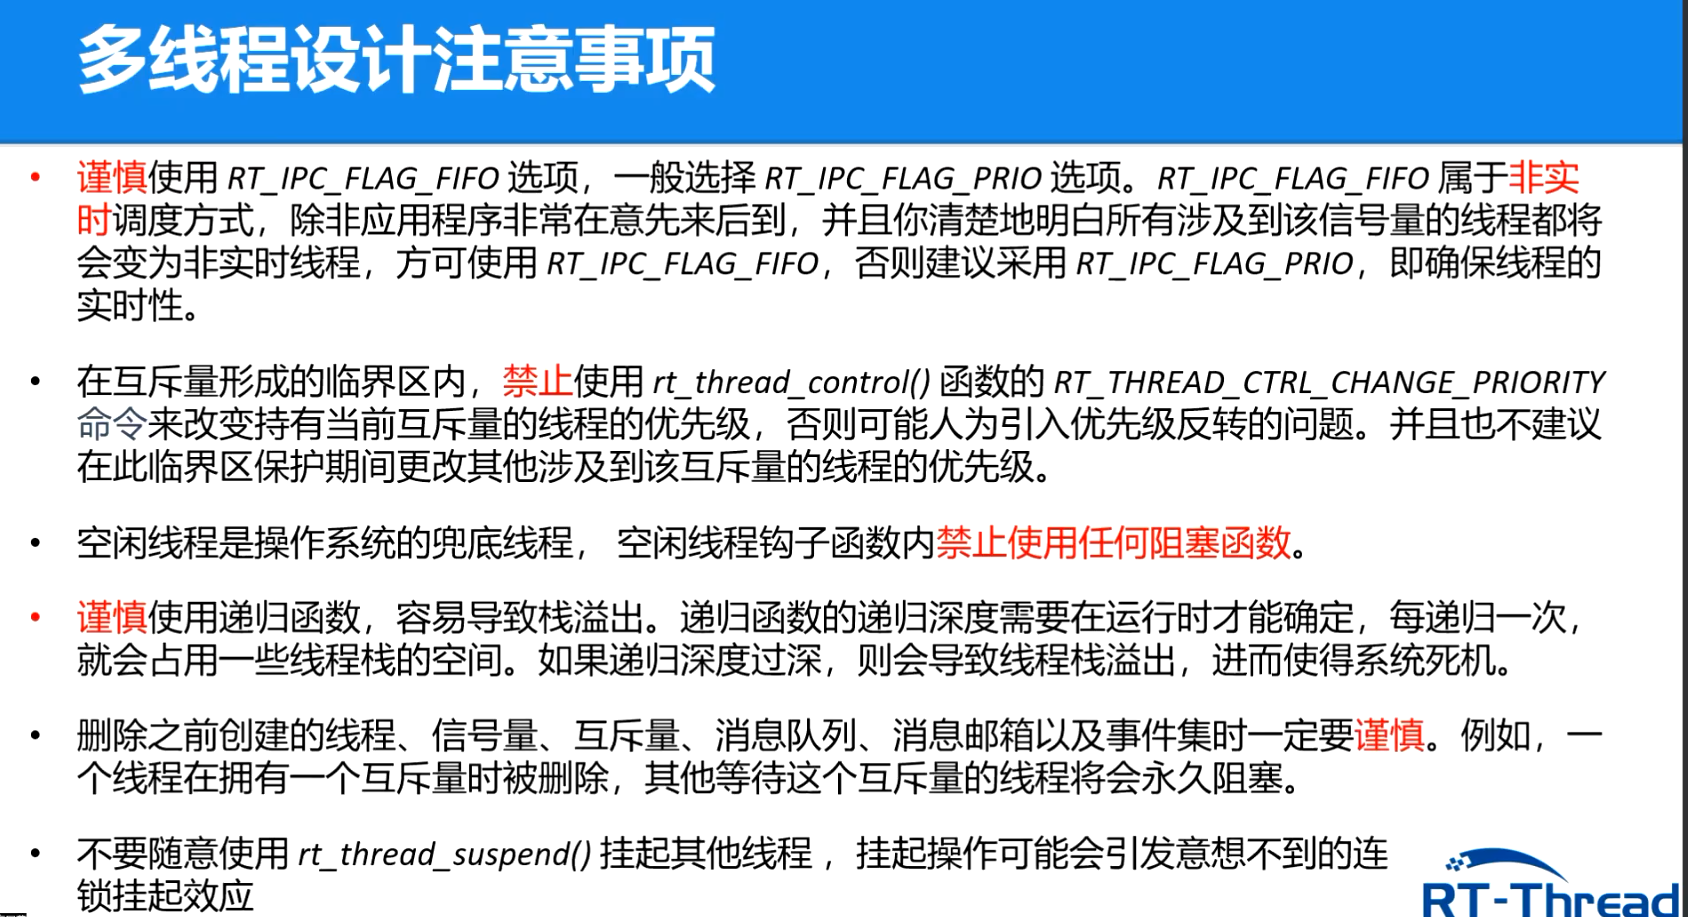 多线程设计注意事项
• 谨慎使用 RT_IPC_FLAG_FIFO 选项，一般选择 RT_IPC_FLAG_PRIO 选项。RT_IPC_FLAG_FIFO 属于非实
时调度方式，除非应用程序非常在意先来后到，并且你清楚地明白所有涉及到该信号量的线程都将
会变为非实时线程，方可使用 RT_IPC_FLAG_FIFO，否则建议采用 RT_IPC_FLAG_PRIO，即确保线程的
实时性。
• 在互斥量形成的临界区内，禁止使用 rt_thread_control() 函数的 RT_THREAD_CTRL_CHANGE_PRIORITY
命令来改变持有当前互斥量的线程的优先级，否则可能人为引入优先级反转的问题。并且也不建议
在此临界区保护期间更改其他涉及到该互斥量的线程的优先级。
• 空闲线程是操作系统的兜底线程， 空闲线程钩子函数内禁止使用任何阻塞函数。
• 谨慎使用递归函数，容易导致栈溢出。递归函数的递归深度需要在运行时才能确定，每递归一次，
就会占用一些线程栈的空间。如果递归深度过深，则会导致线程栈溢出，进而使得系统死机。
• 删除之前创建的线程、信号量、互斥量、消息队列、消息邮箱以及事件集时一定要谨慎。例如，一
个线程在拥有一个互斥量时被删除，其他等待这个互斥量的线程将会永久阻塞。
• 不要随意使用 rt_thread_suspend() 挂起其他线程 ，挂起操作可能会引发意想不到的连
锁挂起效应
RT-Thread